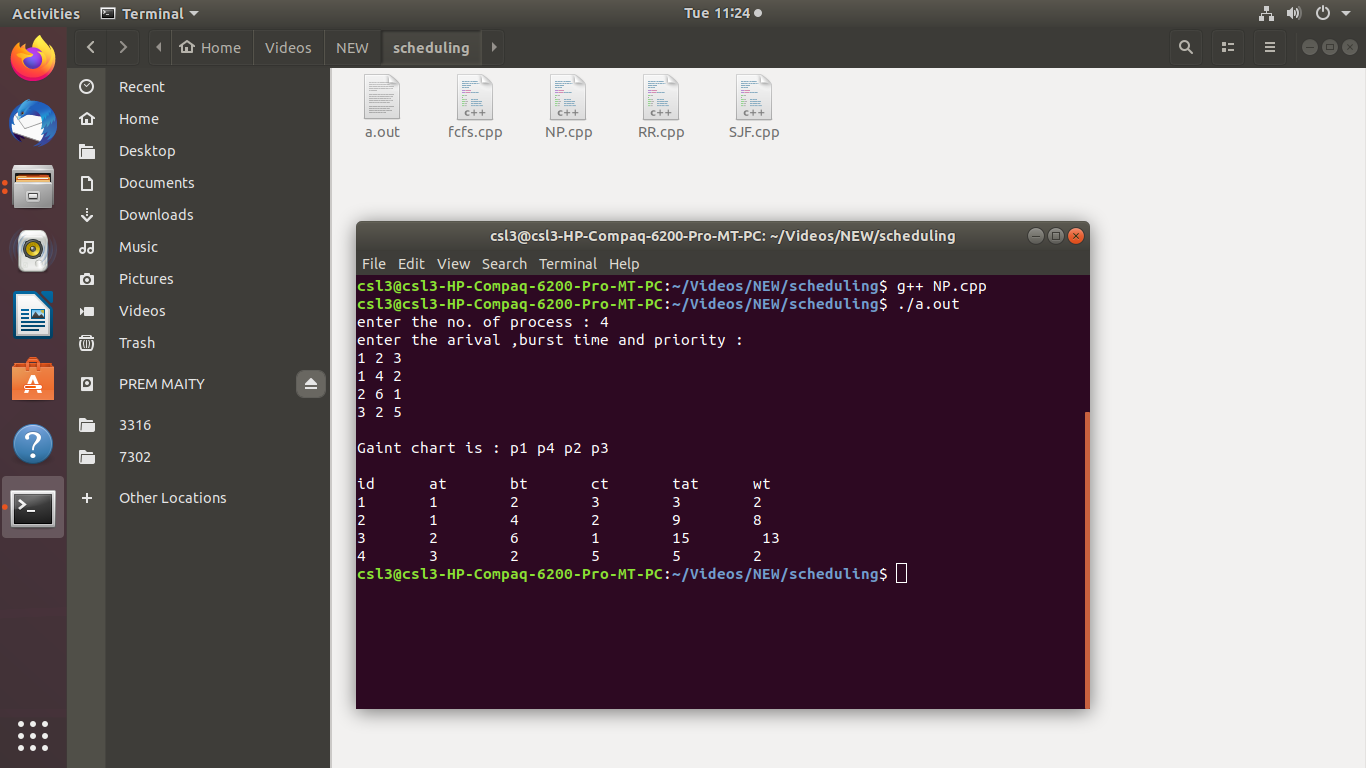 Activities Terminal Tue 11:24
Home Videos NEW scheduling
Recent
Home
Desktop
Documents
Downloads
Music
Pictures
Videos
Trash
PREM MAITY
3316
7302
Other Locations
a.out fcfs.cpp NP.cpp RR.cpp SJF.cpp
c++ c++ c++ c++
csl3@csl3-HP-Compaq-6200-Pro-MT-PC: ~/Videos/NEW/scheduling
File Edit View Search Terminal Help
csl3@csl3-HP-Compaq-6200-Pro-MT-PC:~/Videos/NEW/scheduling$ g++ NP.cpp
csl3@csl3-HP-Compaq-6200-Pro-MT-PC:~/Videos/NEW/scheduling$ ./a.out
enter the no. of process : 4
enter the arival ,burst time and priority :
1 2 3
1 4 2
2 6 1
3 2 5
Gaint chart is : p1 p4 p2 p3
id at bt ct tat wt
1 1 2 3 3 2
2 1 4 2 9 8
3 2 6 1 15 13
4 3 2 5 5 2
csl3@csl3-HP-Compaq-6200-Pro-MT-PC:~/Videos/NEW/scheduling$